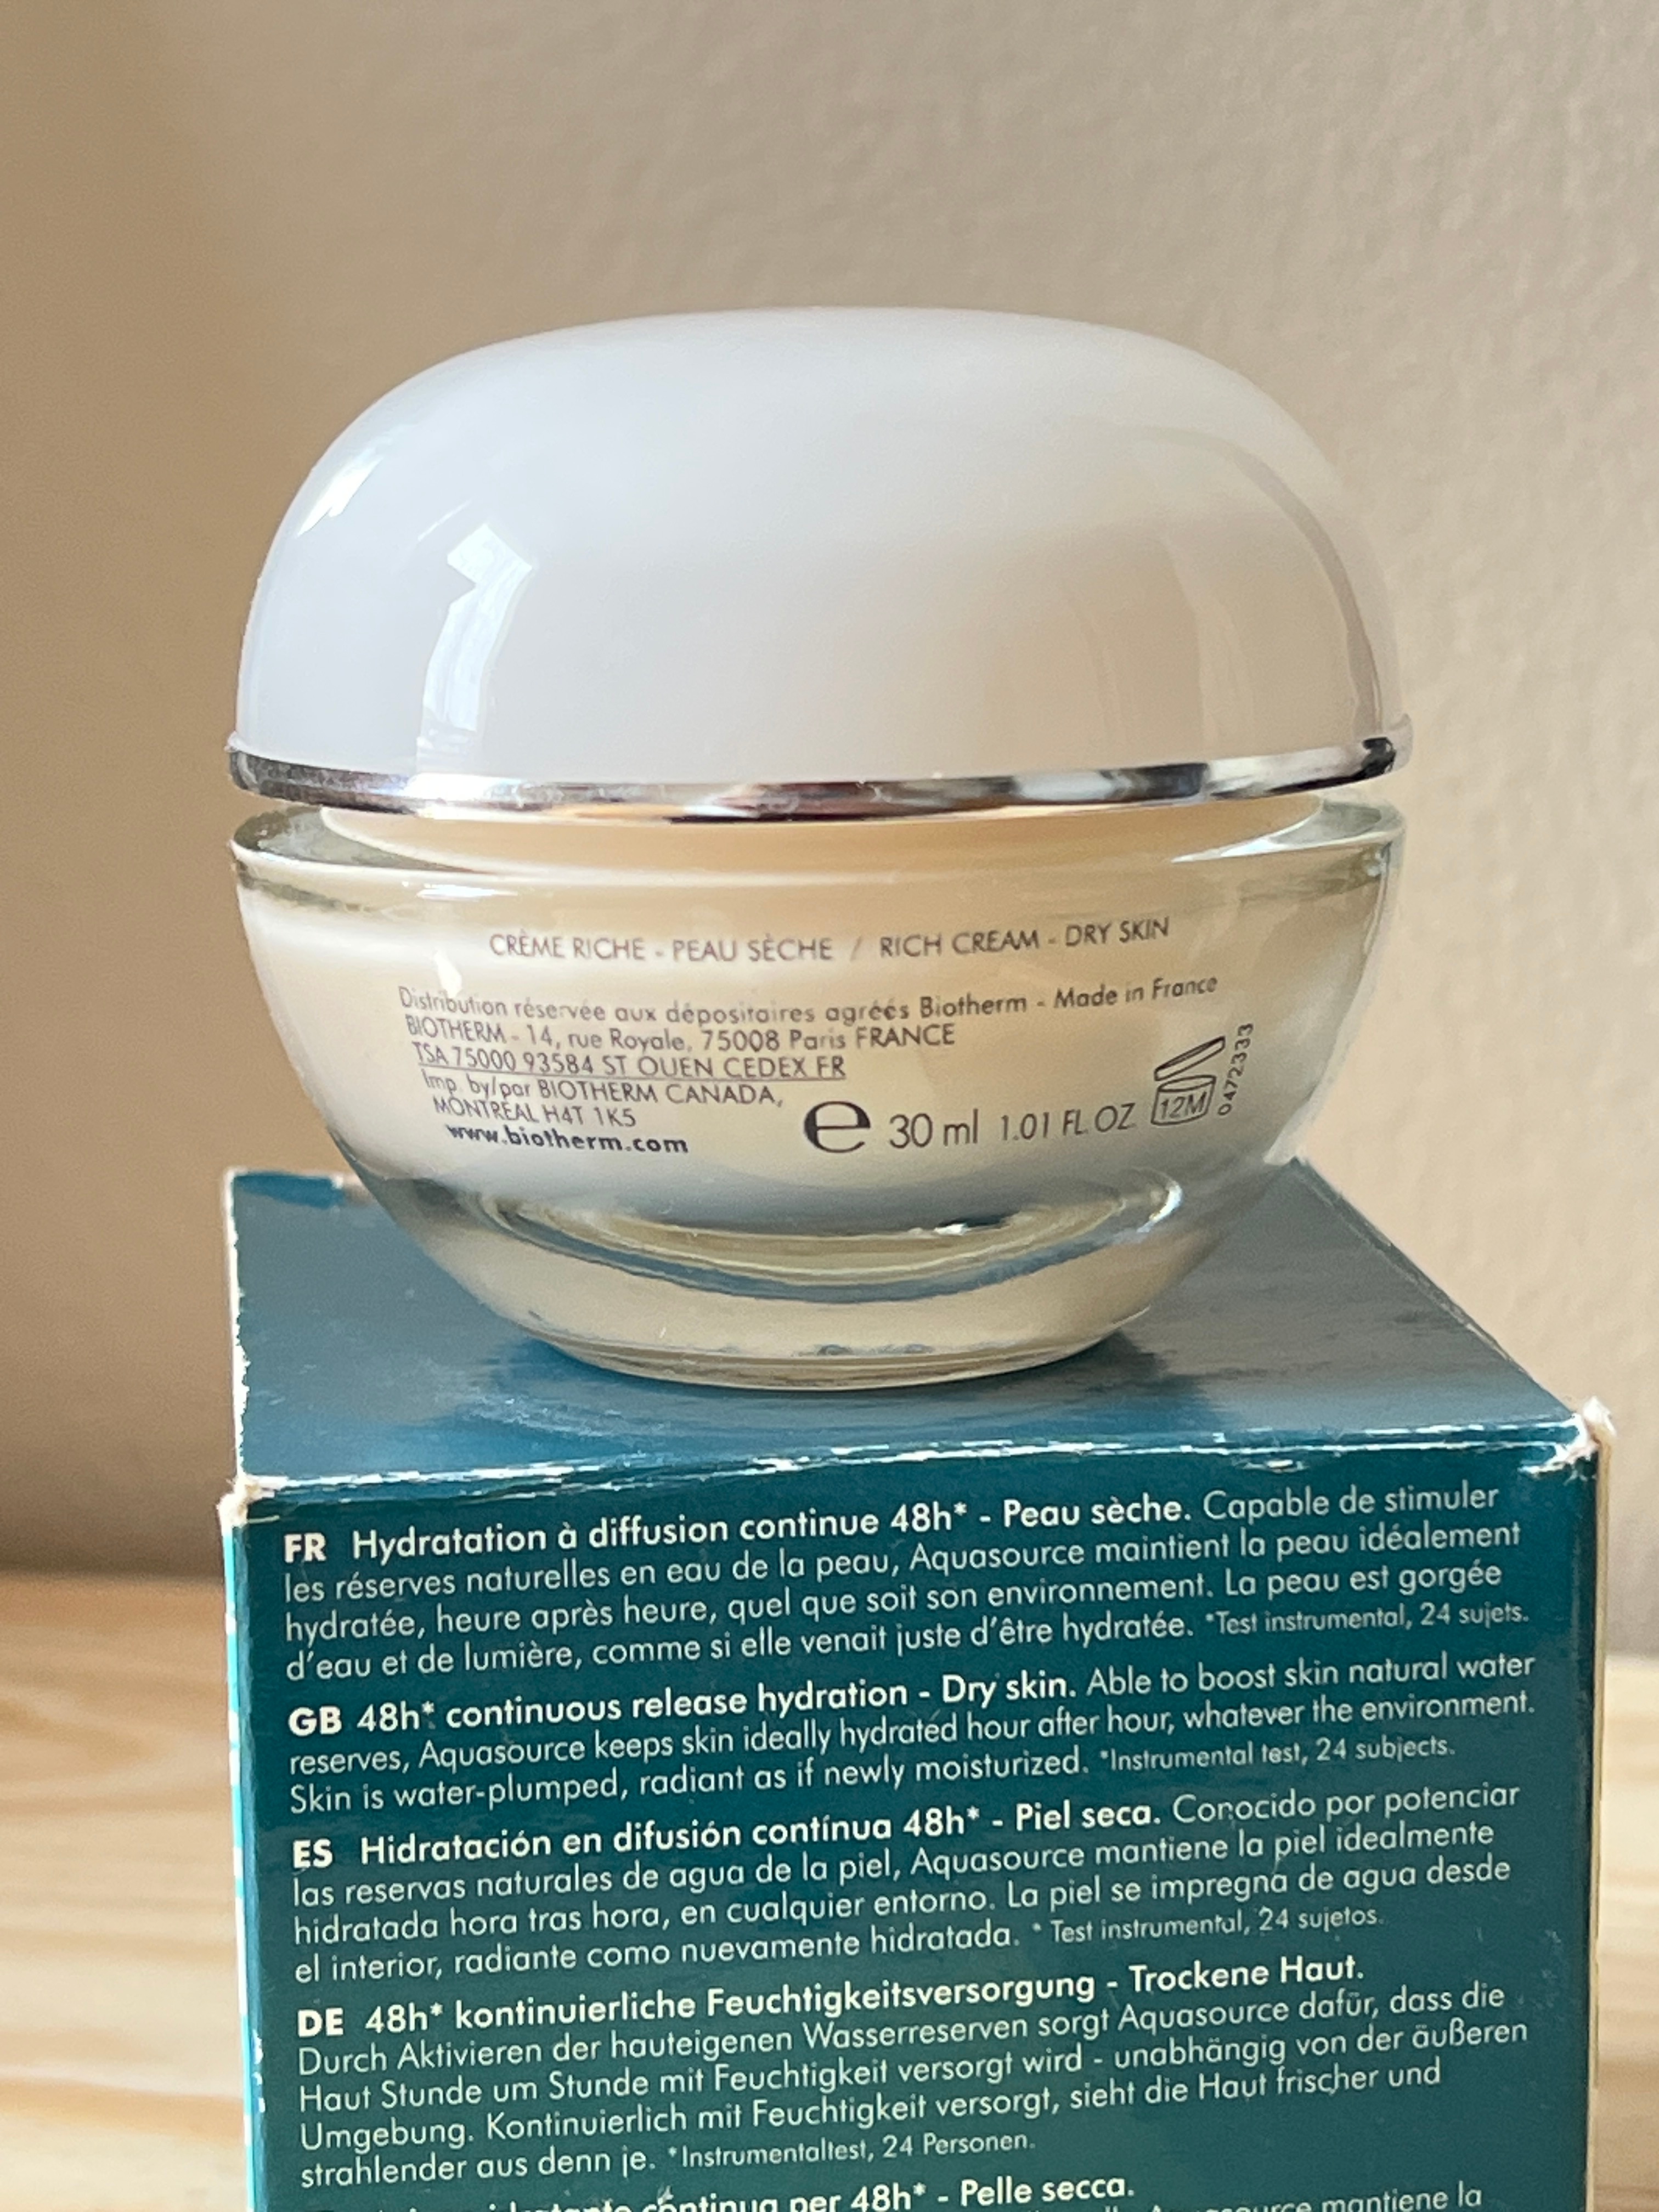 CRÈME RICHE - PEAU SÈCHE / RICH CREAM - DRY SKIN
Distribution réservée aux dépositaires agréés Biotherm - Made in France
BIOTHERM - 14, rue Royale, 75008 Paris FRANCE
TSA 75000 93584 ST OUEN CEDEX FR
Imp. by/par BIOTHERM CANADA,
MONTRÉAL H4T 1K5
www.biotherm.com
e 30 ml 1.01 FL OZ
12M
0472333
FR Hydratation à diffusion continue 48h* - Peau sèche. Capable de stimuler
les réserves naturelles en eau de la peau, Aquasource maintient la peau idéalement
hydratée, heure après heure, quel que soit son environnement. La peau est gorgée
d'eau et de lumière, comme si elle venait juste d'être hydratée. *Test instrumental, 24 sujets.
GB 48h* continuous release hydration - Dry skin. Able to boost skin natural water
reserves, Aquasource keeps skin ideally hydrated hour after hour, whatever the environment.
Skin is water-plumped, radiant as if newly moisturized. *Instrumental test, 24 subjects.
ES Hidratación en difusión contínua 48h* - Piel seca. Conocido por potenciar
las reservas naturales de agua de la piel, Aquasource mantiene la piel idealmente
hidratada hora tras hora, en cualquier entorno. La piel se impregna de agua desde
el interior, radiante como nuevamente hidratada. * Test instrumental, 24 sujetos.
DE 48h* kontinuierliche Feuchtigkeitsversorgung - Trockene Haut.
Durch Aktivieren der hauteigenen Wasserreserven sorgt Aquasource dafür, dass die
Haut Stunde um Stunde mit Feuchtigkeit versorgt wird - unabhängig von der äußeren
Umgebung. Kontinuierlich mit Feuchtigkeit versorgt, sieht die Haut frischer und
strahlender aus denn je. *Instrumentaltest, 24 Personen.
continua per 48h* - Pelle secca.
mantiene la